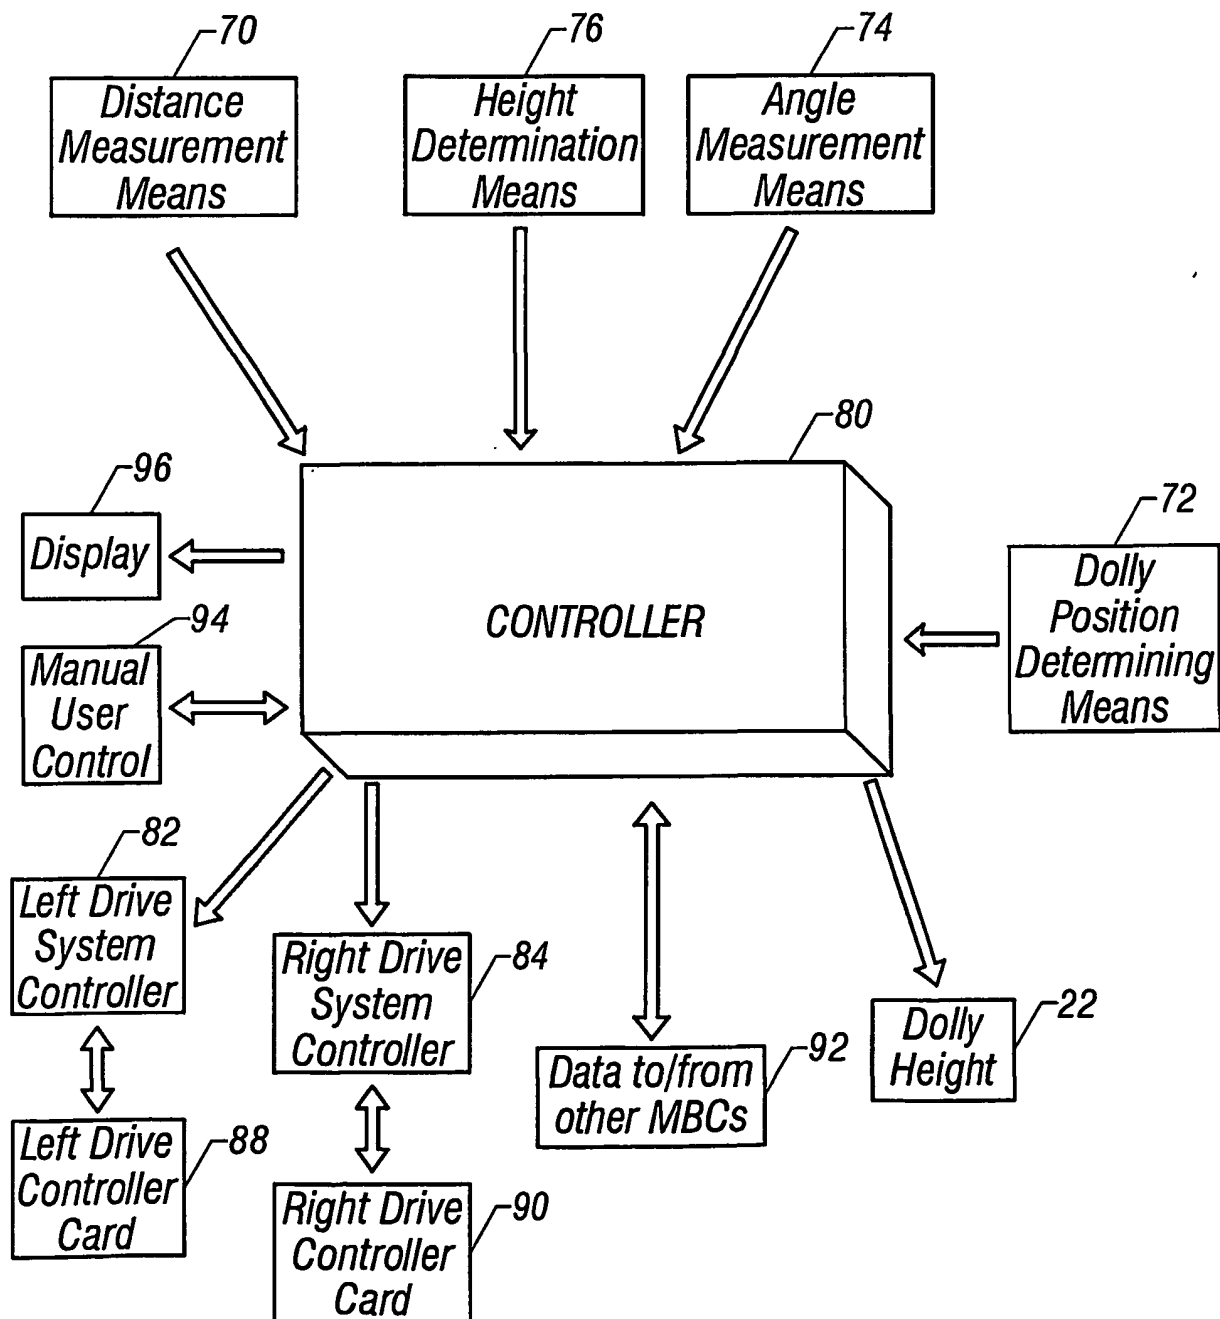 70
Distance
Measurement
Means
76
Height
Determination
Means
74
Angle
Measurement
Means
80
CONTROLLER
96
Display
72
Dolly
Position
Determining
Means
94
Manual
User
Control
82
Left Drive
System
Controller
84
Right Drive
System
Controller
92
Data to/from
other MBCs
22
Dolly
Height
88
Left Drive
Controller
Card
90
Right Drive
Controller
Card